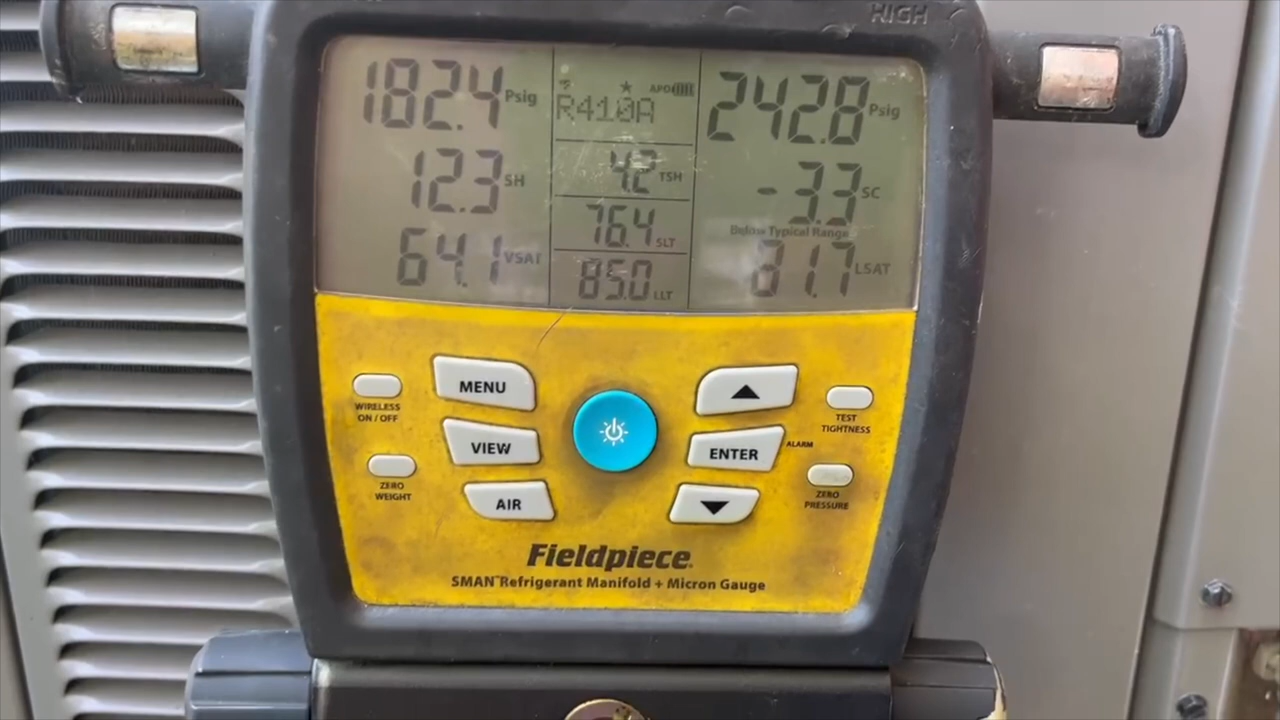 HIGH
182.4 Psig
°F ★ APO
R410A
242.8 Psig
12.3 SH
4.2 TSH
-3.3 SC
Below Typical Range
64.1 VSAT
76.4 SLT
81.7 LSAT
85.0 LLT
WIRELESS
ON / OFF
MENU
▲
TEST
TIGHTNESS
VIEW
ENTER
ALARM
ZERO
WEIGHT
AIR
▼
ZERO
PRESSURE
Fieldpiece
SMAN™ Refrigerant Manifold + Micron Gauge